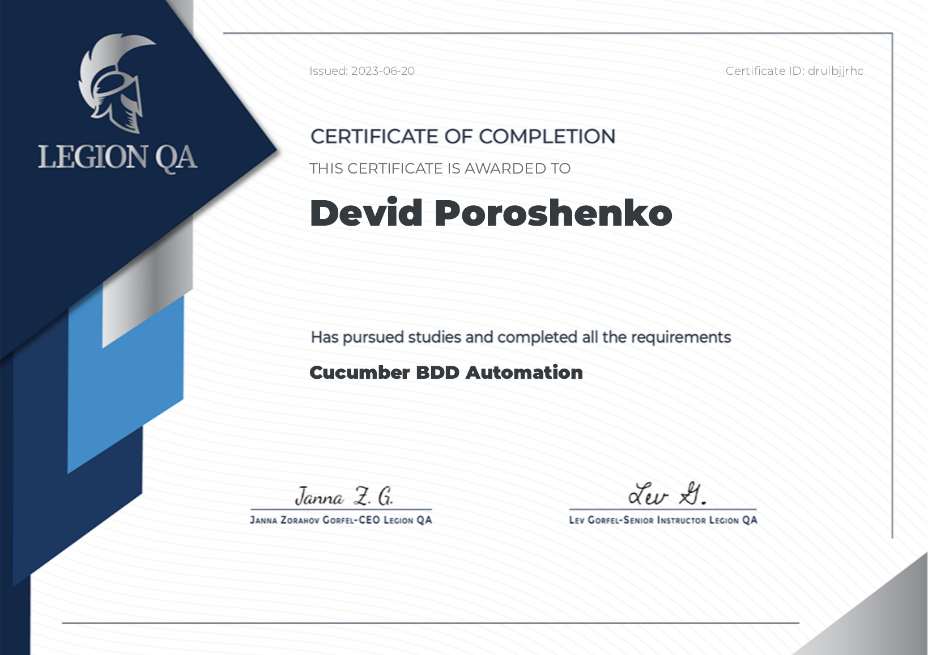 LEGION QA
Issued: 2023-06-20
Certificate ID: druibjjrhc
CERTIFICATE OF COMPLETION
THIS CERTIFICATE IS AWARDED TO
Devid Poroshenko
Has pursued studies and completed all the requirements
Cucumber BDD Automation
Janna Z. G.
Janna Zorahov Gorfel-CEO Legion QA
Lev G.
Lev Gorfel-Senior Instructor Legion QA